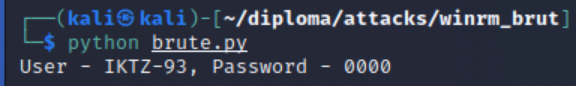 ┌──(kali㉿kali)-[~/diploma/attacks/winrm_brut]
└─$ python brute.py
User - IKTZ-93, Password - 0000